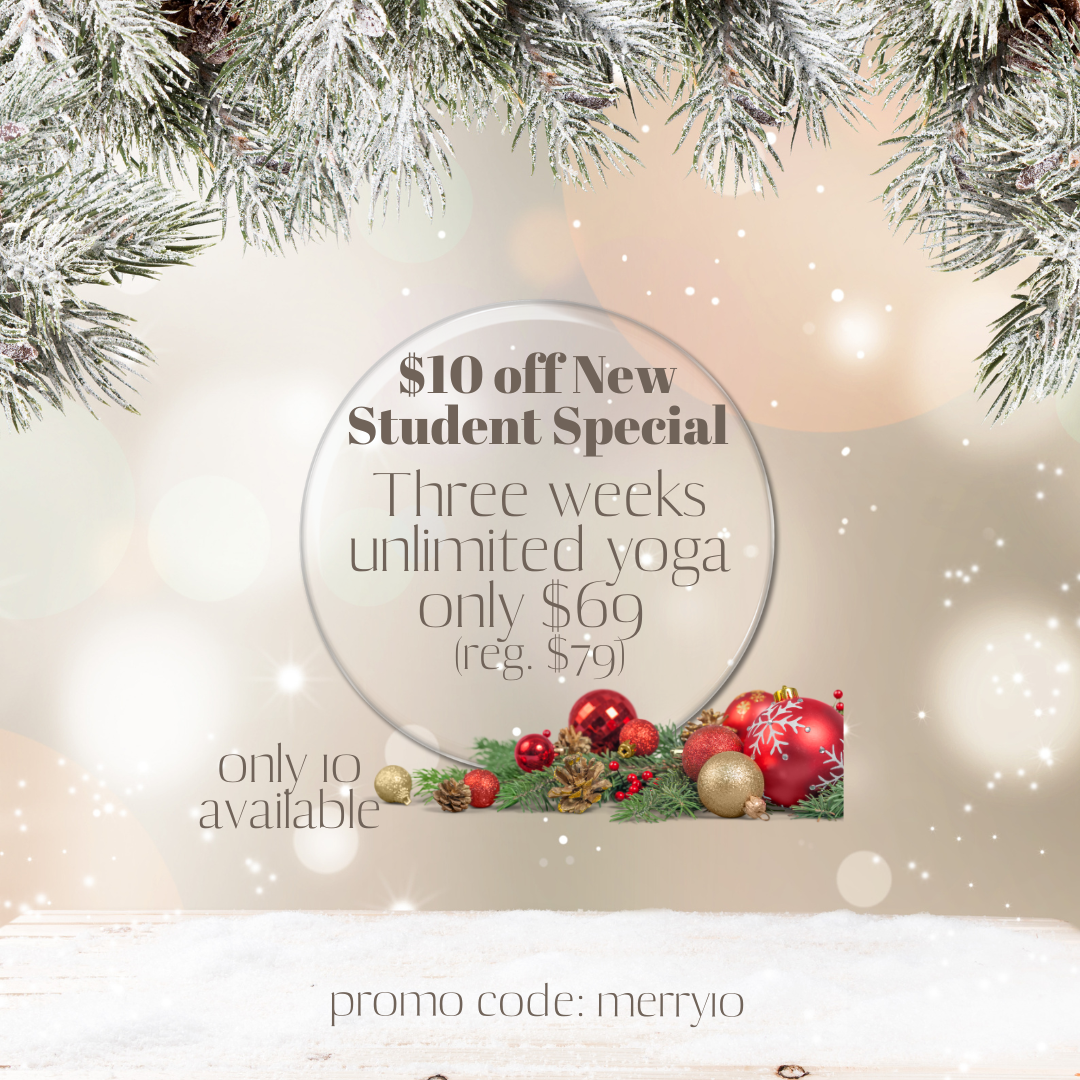 $10 off New
Student Special
Three weeks
unlimited yoga
only $69
(reg. $79)
only 10
available
promo code: merry10